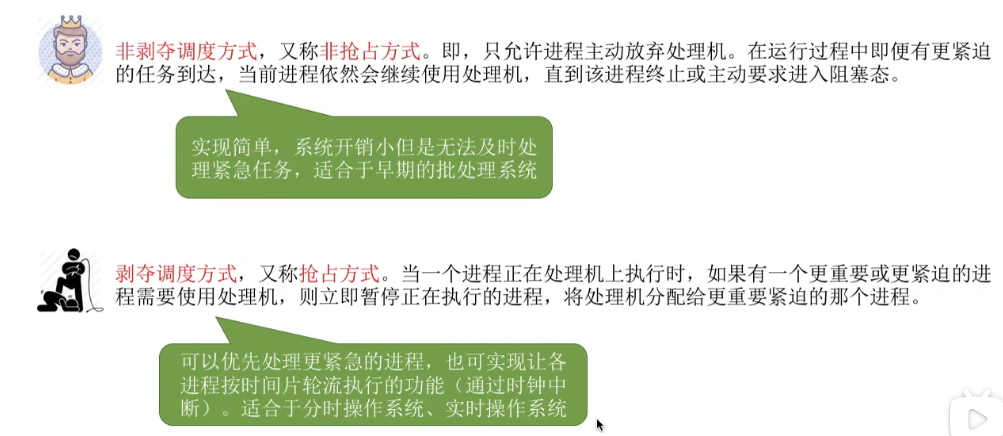 非剥夺调度方式，又称非抢占方式。即，只允许进程主动放弃处理机。在运行过程中即便有更紧迫
的任务到达，当前进程依然会继续使用处理机，直到该进程终止或主动要求进入阻塞态。
实现简单，系统开销小但是无法及时处
理紧急任务，适合于早期的批处理系统
剥夺调度方式，又称抢占方式。当一个进程正在处理机上执行时，如果有一个更重要或更紧迫的进
程需要使用处理机，则立即暂停正在执行的进程，将处理机分配给更重要紧迫的那个进程。
可以优先处理更紧急的进程，也可实现让各
进程按时间片轮流执行的功能（通过时钟中
断）。适合于分时操作系统、实时操作系统